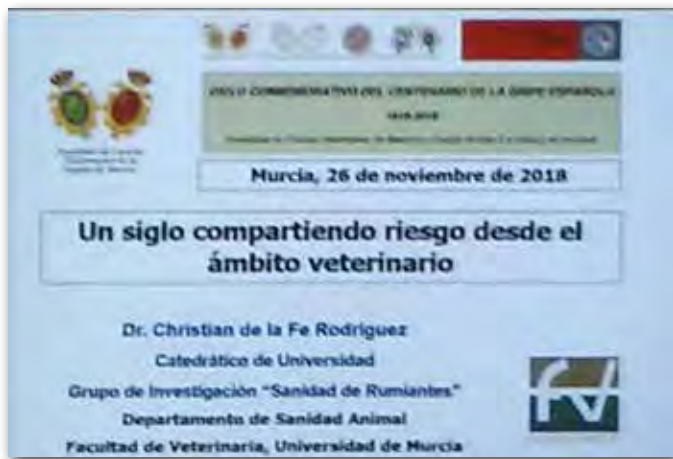 CICLO CONMEMORATIVO DEL CENTENARIO DE LA GRIPE ESPAÑOLA
1918-2018
Murcia, 26 de noviembre de 2018
Un siglo compartiendo riesgo desde el
ámbito veterinario
Dr. Christian de la Fe Rodríguez
Catedrático de Universidad
Grupo de Investigación "Sanidad de Rumiantes"
Departamento de Sanidad Animal
Facultad de Veterinaria, Universidad de Murcia
fv